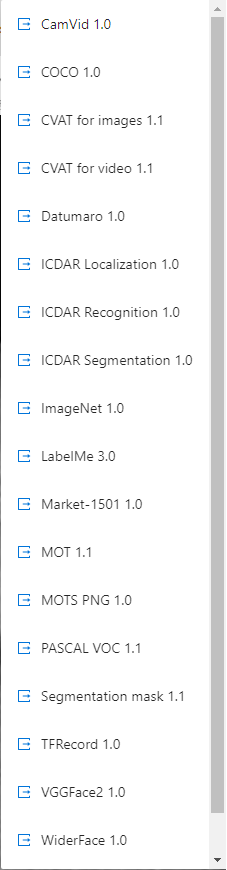 CamVid 1.0
COCO 1.0
CVAT for images 1.1
CVAT for video 1.1
Datumaro 1.0
ICDAR Localization 1.0
ICDAR Recognition 1.0
ICDAR Segmentation 1.0
ImageNet 1.0
LabelMe 3.0
Market-1501 1.0
MOT 1.1
MOTS PNG 1.0
PASCAL VOC 1.1
Segmentation mask 1.1
TFRecord 1.0
VGGFace2 1.0
WiderFace 1.0